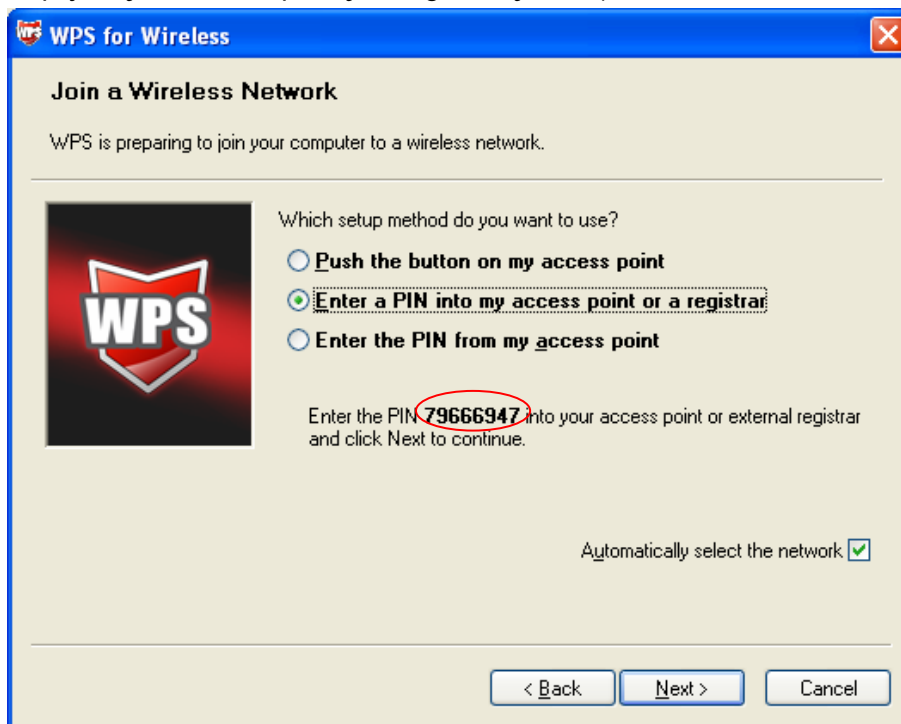 WPS for Wireless
Join a Wireless Network
WPS is preparing to join your computer to a wireless network.
WPS
Which setup method do you want to use?
Push the button on my access point
Enter a PIN into my access point or a registrar
Enter the PIN from my access point
Enter the PIN 79666947 into your access point or external registrar
and click Next to continue.
Automatically select the network
< Back
Next >
Cancel